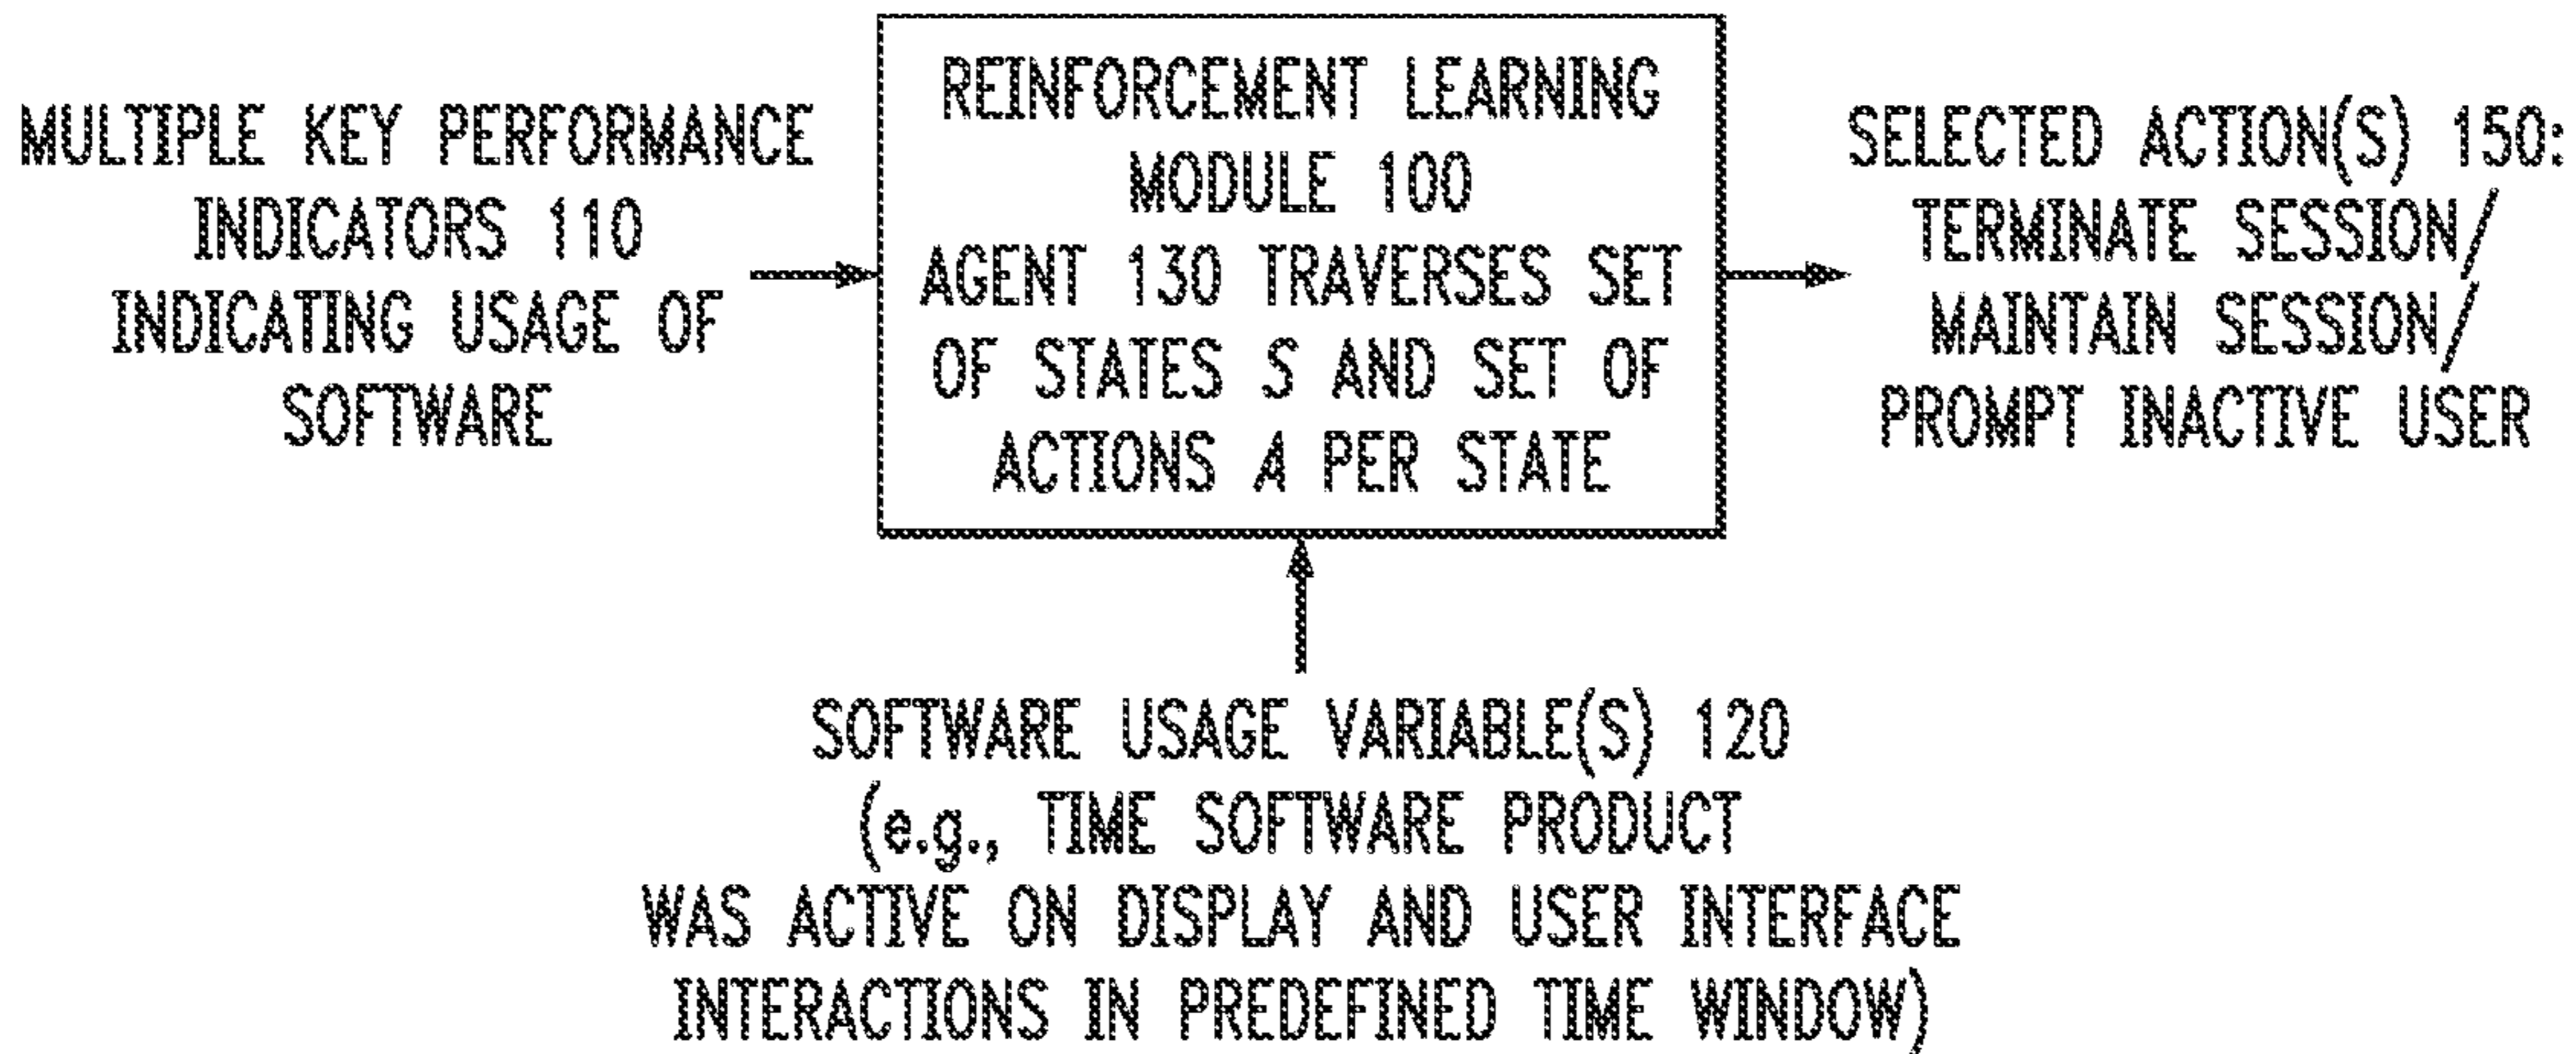 MULTIPLE KEY PERFORMANCE
INDICATORS 110
INDICATING USAGE OF
SOFTWARE
REINFORCEMENT LEARNING
MODULE 100
AGENT 130 TRAVERSES SET
OF STATES S AND SET OF
ACTIONS A PER STATE
SELECTED ACTION(S) 150:
TERMINATE SESSION/
MAINTAIN SESSION/
PROMPT INACTIVE USER
SOFTWARE USAGE VARIABLE(S) 120
(e.g., TIME SOFTWARE PRODUCT
WAS ACTIVE ON DISPLAY AND USER INTERFACE
INTERACTIONS IN PREDEFINED TIME WINDOW)